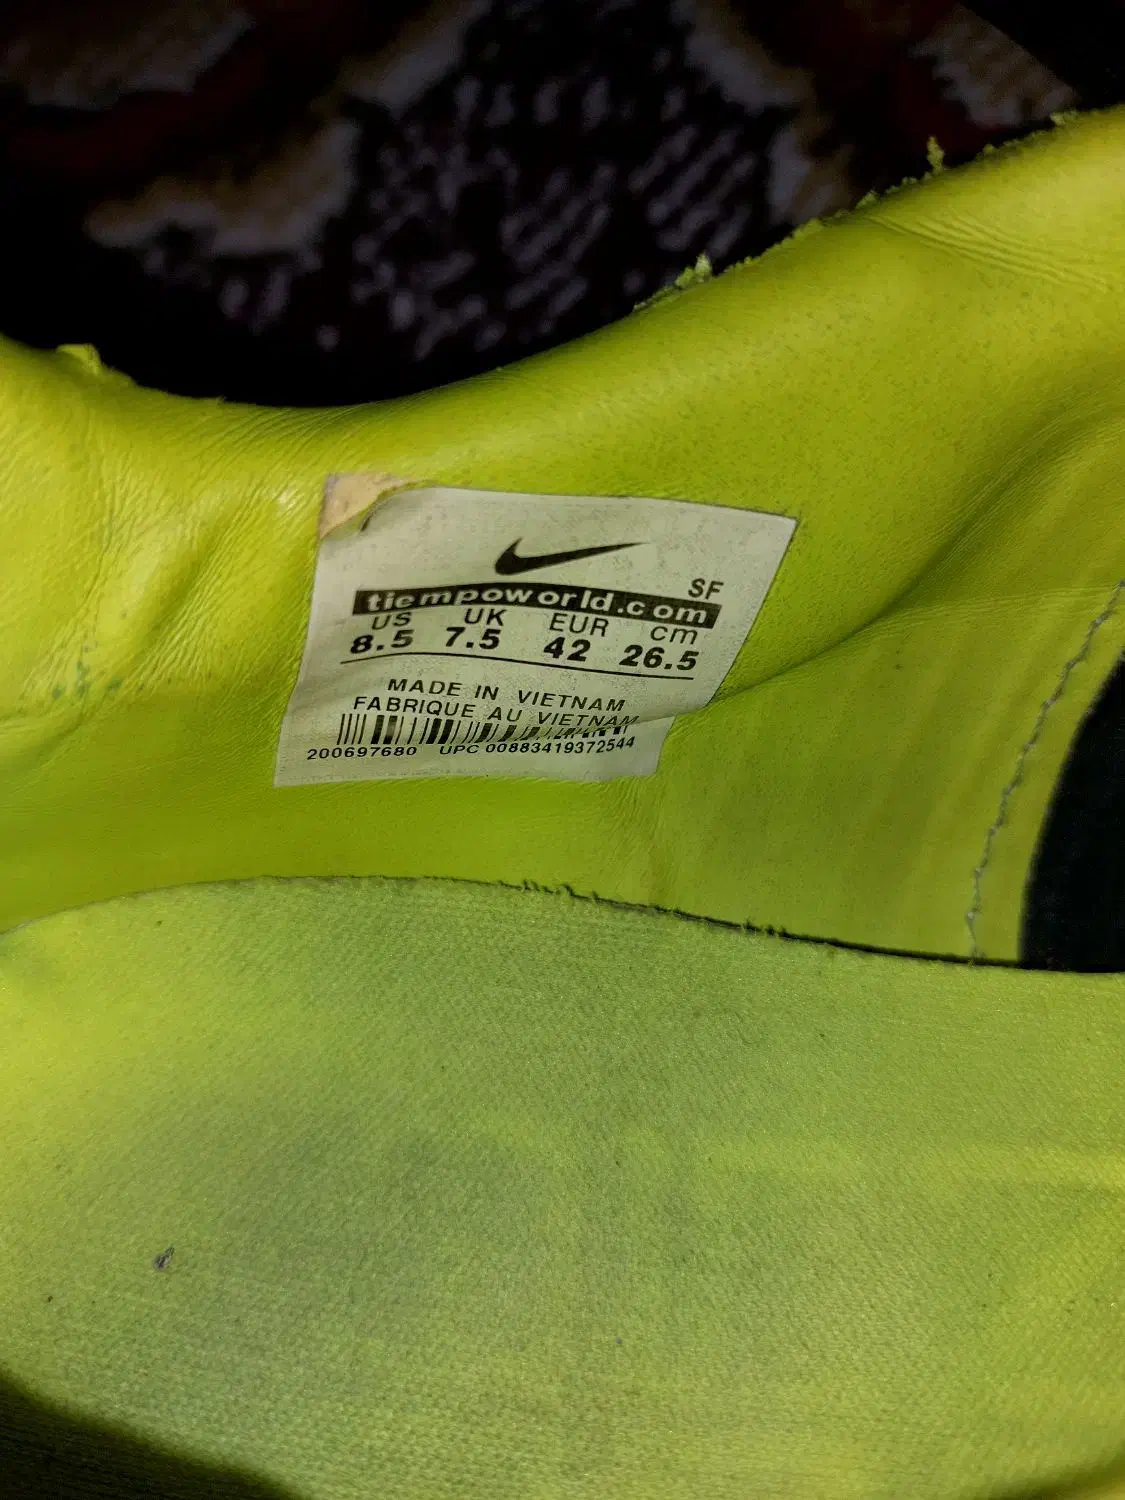 SF
tiempoworld.com
US UK EUR cm
8.5 7.5 42 26.5
MADE IN VIETNAM
FABRIQUE AU VIETNAM
200697680 UPC 00883419372544